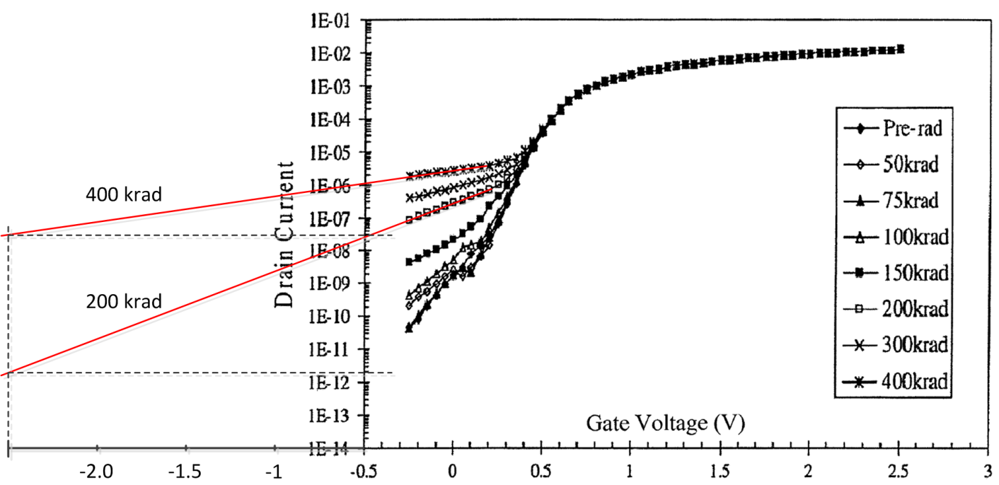 1E-01
1E-02
1E-03
1E-04
1E-05
1E-06
1E-07
1E-08
1E-09
1E-10
1E-11
1E-12
1E-13
1E-14
Drain Current
400 krad
200 krad
Pre-rad
50krad
75krad
100krad
150krad
200krad
300krad
400krad
Gate Voltage (V)
-2.0 -1.5 -1 -0.5 0 0.5 1 1.5 2 2.5 3